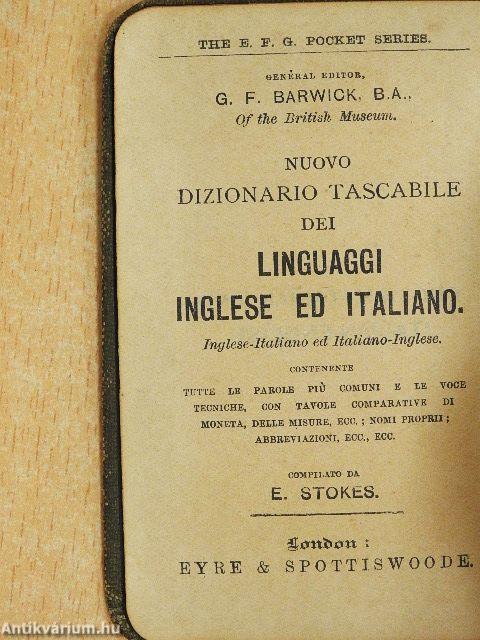 THE E. F. G. POCKET SERIES.
GENERAL EDITOR,
G. F. BARWICK, B.A.,
Of the British Museum.
NUOVO
DIZIONARIO TASCABILE
DEI
LINGUAGGI
INGLESE ED ITALIANO.
Inglese-Italiano ed Italiano-Inglese.
CONTENENTE
TUTTE LE PAROLE PIÙ COMUNI E LE VOCE
TECNICHE, CON TAVOLE COMPARATIVE DI
MONETA, DELLE MISURE, ECC.; NOMI PROPRII;
ABBREVIAZIONI, ECC., ECC.
COMPILATO DA
E. STOKES.
London:
EYRE & SPOTTISWOODE.
Antikvárium.hu